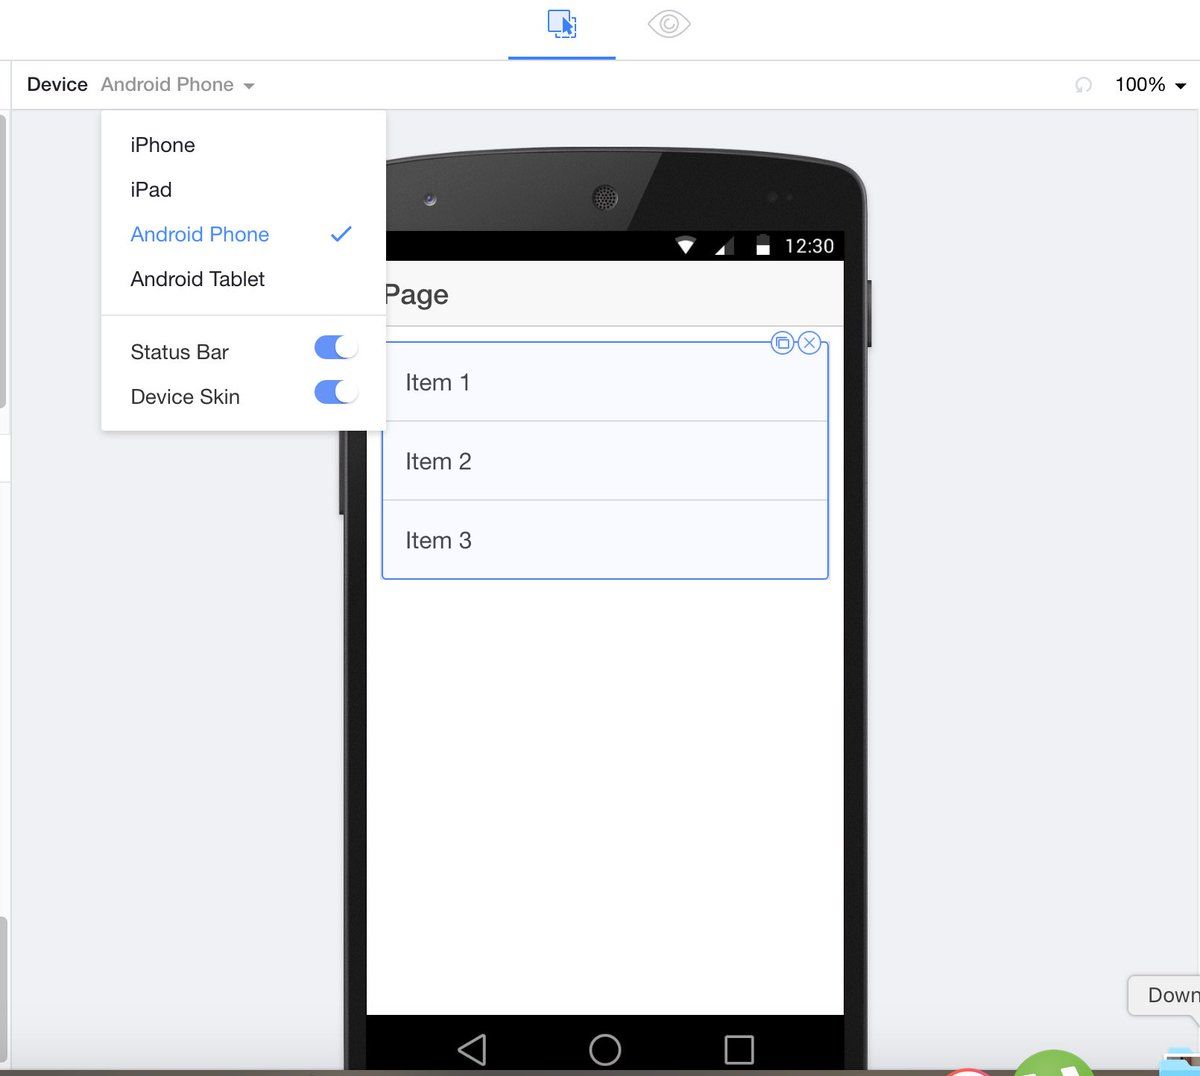 Device Android Phone
100%
iPhone
iPad
Android Phone
Android Tablet
Status Bar
Device Skin
12:30
Page
Item 1
Item 2
Item 3
Down